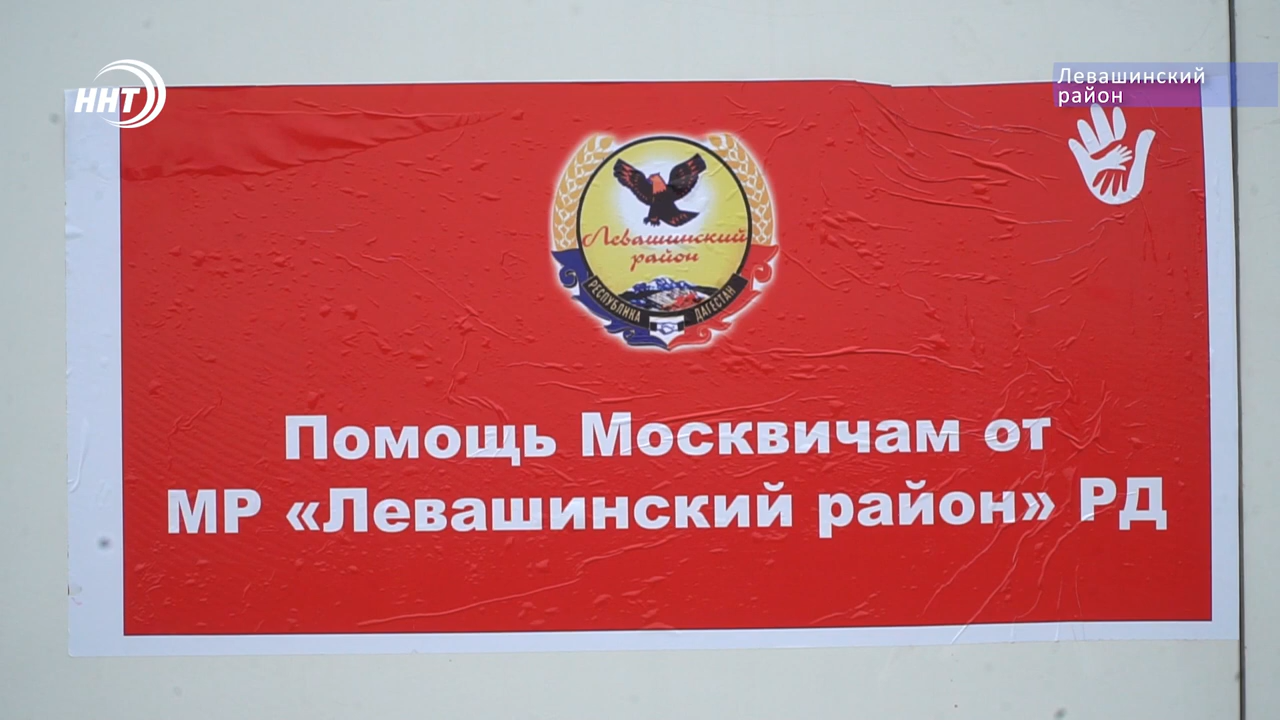 ННТ
Левашинский
район
Левашинский
район
РЕСПУБЛИКА ДАГЕСТАН
Помощь Москвичам от
МР «Левашинский район» РД